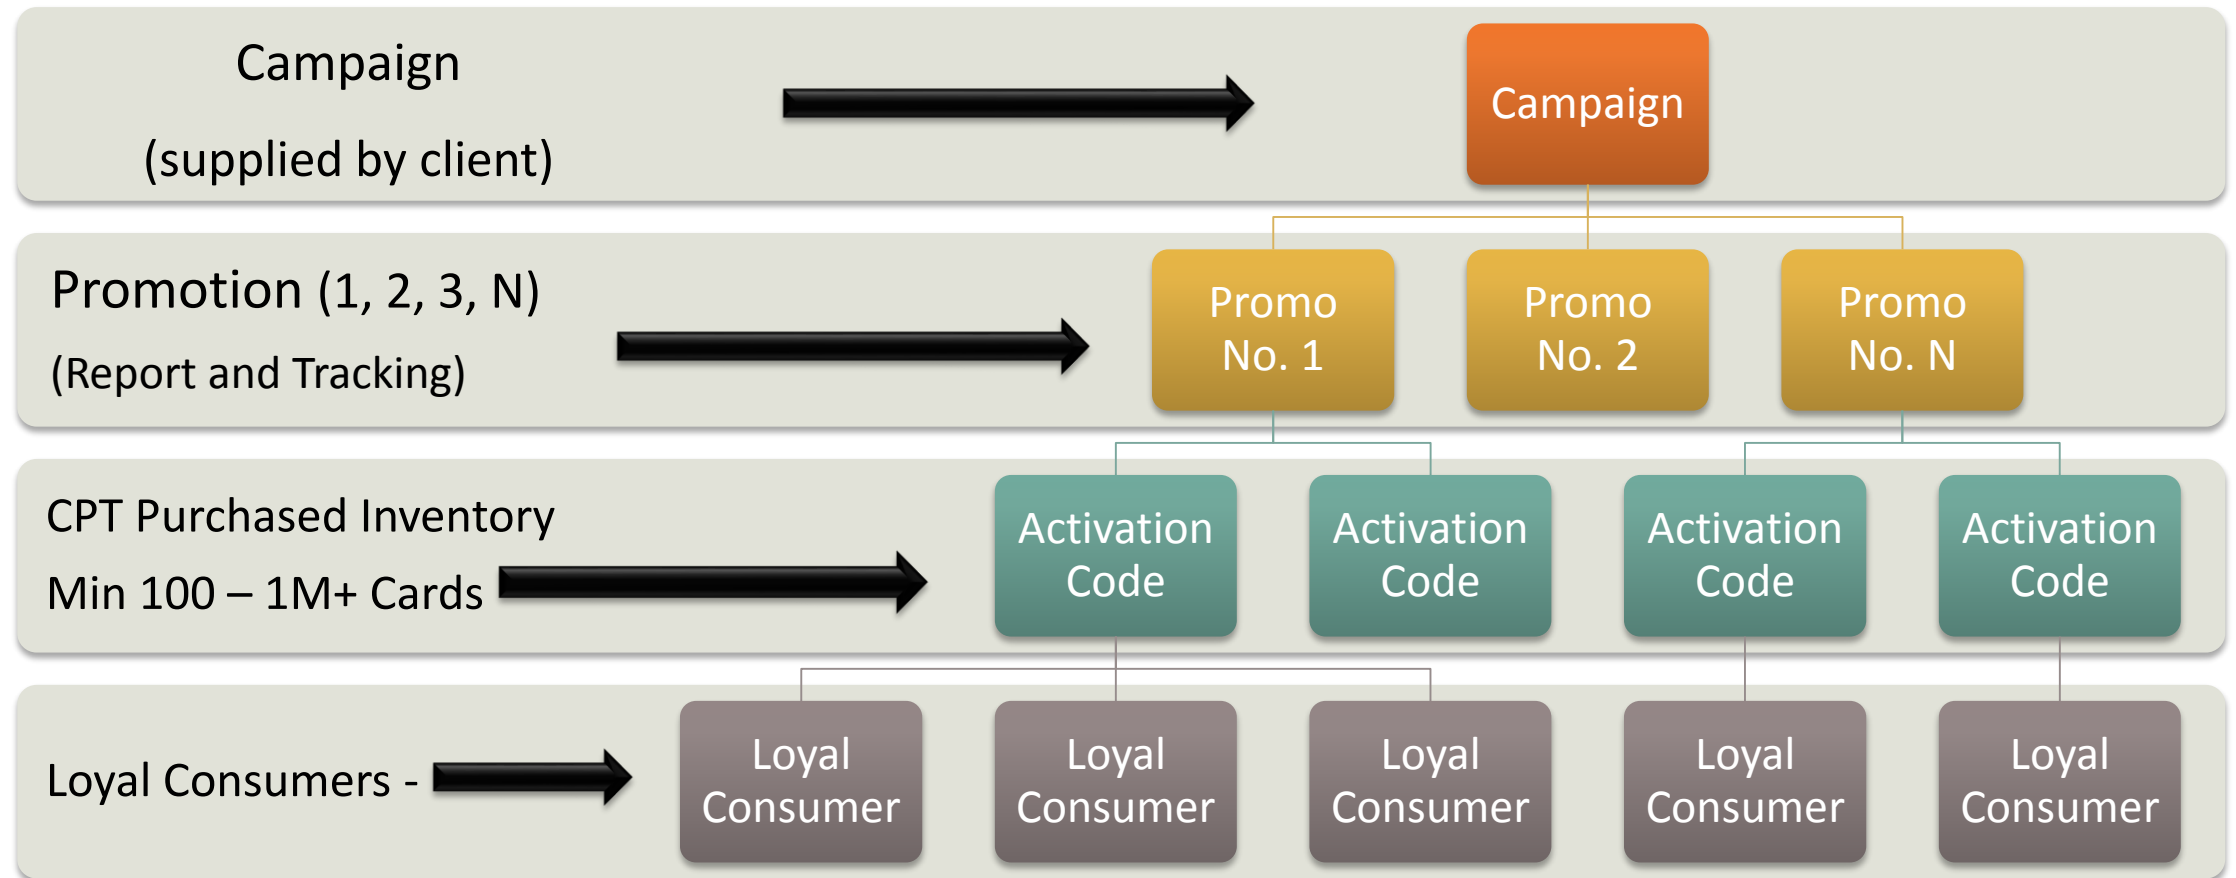 Campaign
(supplied by client)
Campaign
Promotion (1, 2, 3, N)
(Report and Tracking)
Promo
No. 1
Promo
No. 2
Promo
No. N
CPT Purchased Inventory
Min 100 – 1M+ Cards
Activation
Code
Activation
Code
Activation
Code
Activation
Code
Loyal Consumers -
Loyal
Consumer
Loyal
Consumer
Loyal
Consumer
Loyal
Consumer
Loyal
Consumer